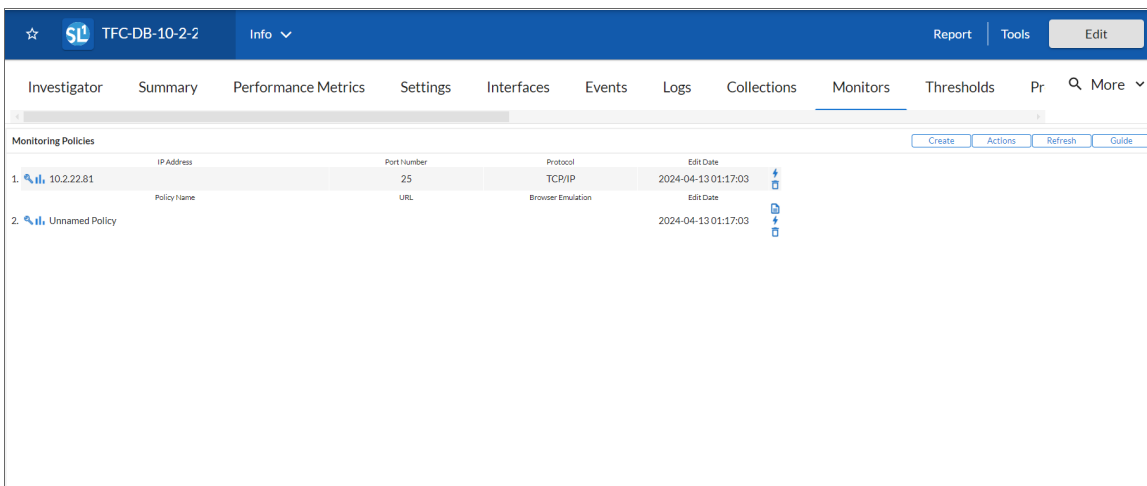 SL1 TFC-DB-10-2-2 Info Report Tools Edit
Investigator Summary Performance Metrics Settings Interfaces Events Logs Collections Monitors Thresholds Pr More
Monitoring Policies Create Actions Refresh Guide
IP Address Port Number Protocol Edit Date
1. 10.2.22.81 25 TCP/IP 2024-04-13 01:17:03
Policy Name URL Browser Emulation Edit Date
2. Unnamed Policy 2024-04-13 01:17:03